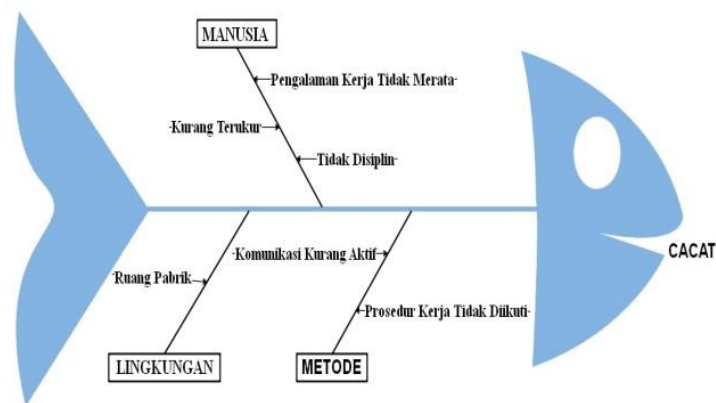 MANUSIA
Pengalaman Kerja Tidak Merata
Kurang Terukur
Tidak Disiplin
CACAT
Komunikasi Kurang Aktif
Ruang Pabrik
Prosedur Kerja Tidak Diikuti
LINGKUNGAN
METODE